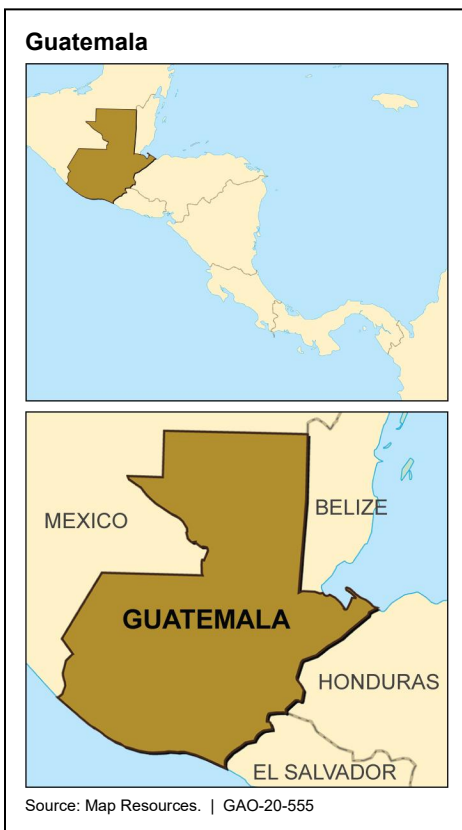 Guatemala
MEXICO
BELIZE
GUATEMALA
HONDURAS
EL SALVADOR
Source: Map Resources. | GAO-20-555